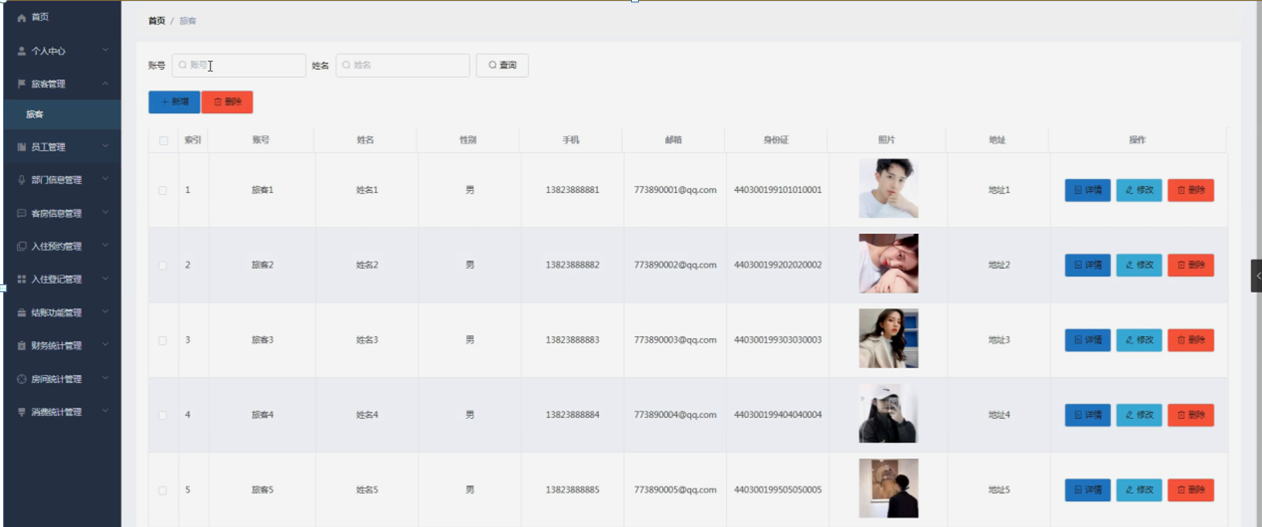 首页
个人中心
旅客管理
旅客
员工管理
部门信息管理
客房信息管理
入住预约管理
入住登记管理
结账功能管理
财务统计管理
房间统计管理
消费统计管理
首页 / 旅客
账号 账号 姓名 姓名 查询
+ 新增 删除
索引 账号 姓名 性别 手机 邮箱 身份证 照片 地址 操作
1 旅客1 姓名1 男 13823888881 773890001@qq.com 440300199101010001 地址1 详情 修改 删除
2 旅客2 姓名2 男 13823888882 773890002@qq.com 440300199202020002 地址2 详情 修改 删除
3 旅客3 姓名3 男 13823888883 773890003@qq.com 440300199303030003 地址3 详情 修改 删除
4 旅客4 姓名4 男 13823888884 773890004@qq.com 440300199404040004 地址4 详情 修改 删除
5 旅客5 姓名5 男 13823888885 773890005@qq.com 440300199505050005 地址5 详情 修改 删除